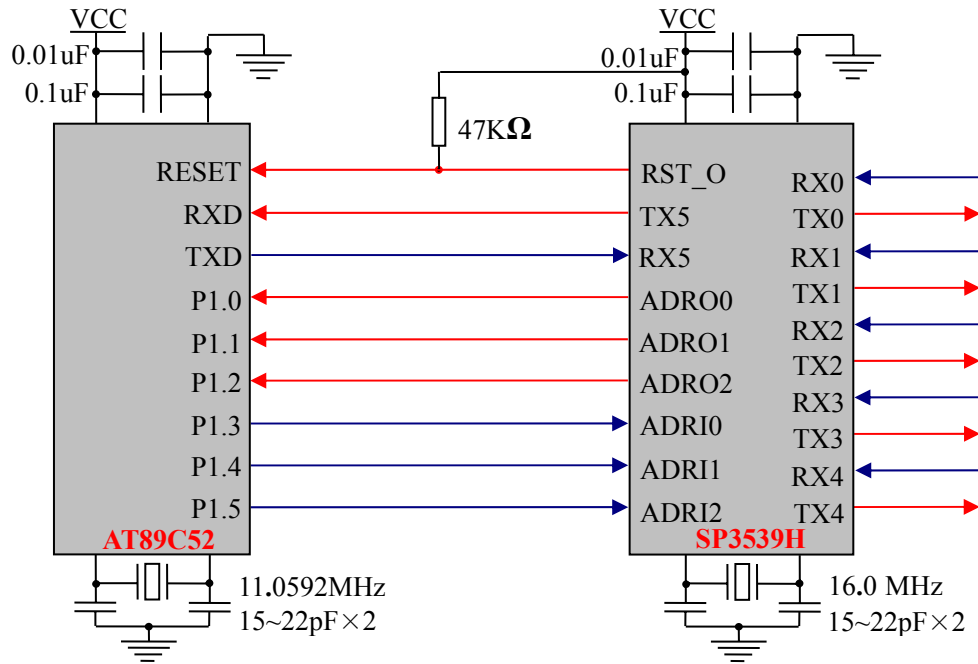 VCC
0.01uF
0.1uF
VCC
0.01uF
0.1uF
47KΩ
RESET
RXD
TXD
P1.0
P1.1
P1.2
P1.3
P1.4
P1.5
AT89C52
RST_O
TX5
RX5
ADRO0
ADRO1
ADRO2
ADRI0
ADRI1
ADRI2
RX0
TX0
RX1
TX1
RX2
TX2
RX3
TX3
RX4
TX4
SP3539H
11.0592MHz
15~22pF×2
16.0 MHz
15~22pF×2